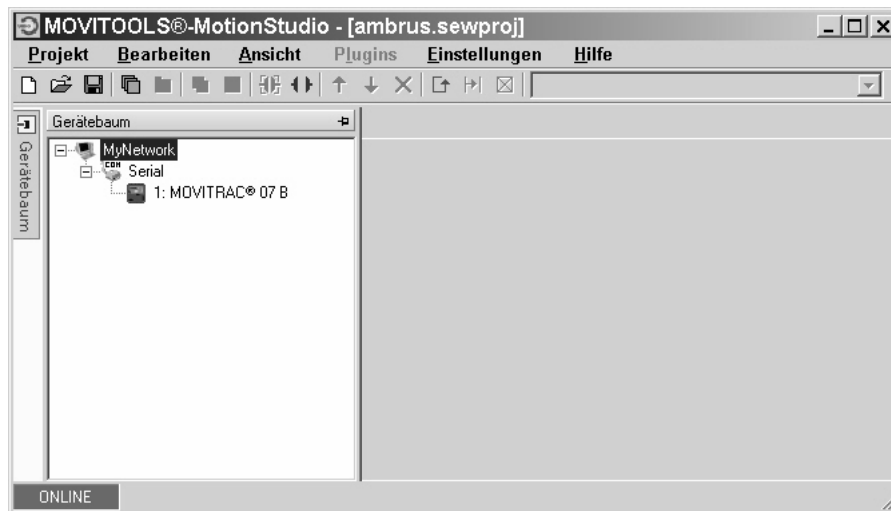 MOVITOOLS®-MotionStudio - [ambrus.sewproj]
Projekt Bearbeiten Ansicht Plugins Einstellungen Hilfe
Gerätebaum
Gerätebaum
MyNetwork
COM
Serial
1: MOVITRAC® 07 B
ONLINE